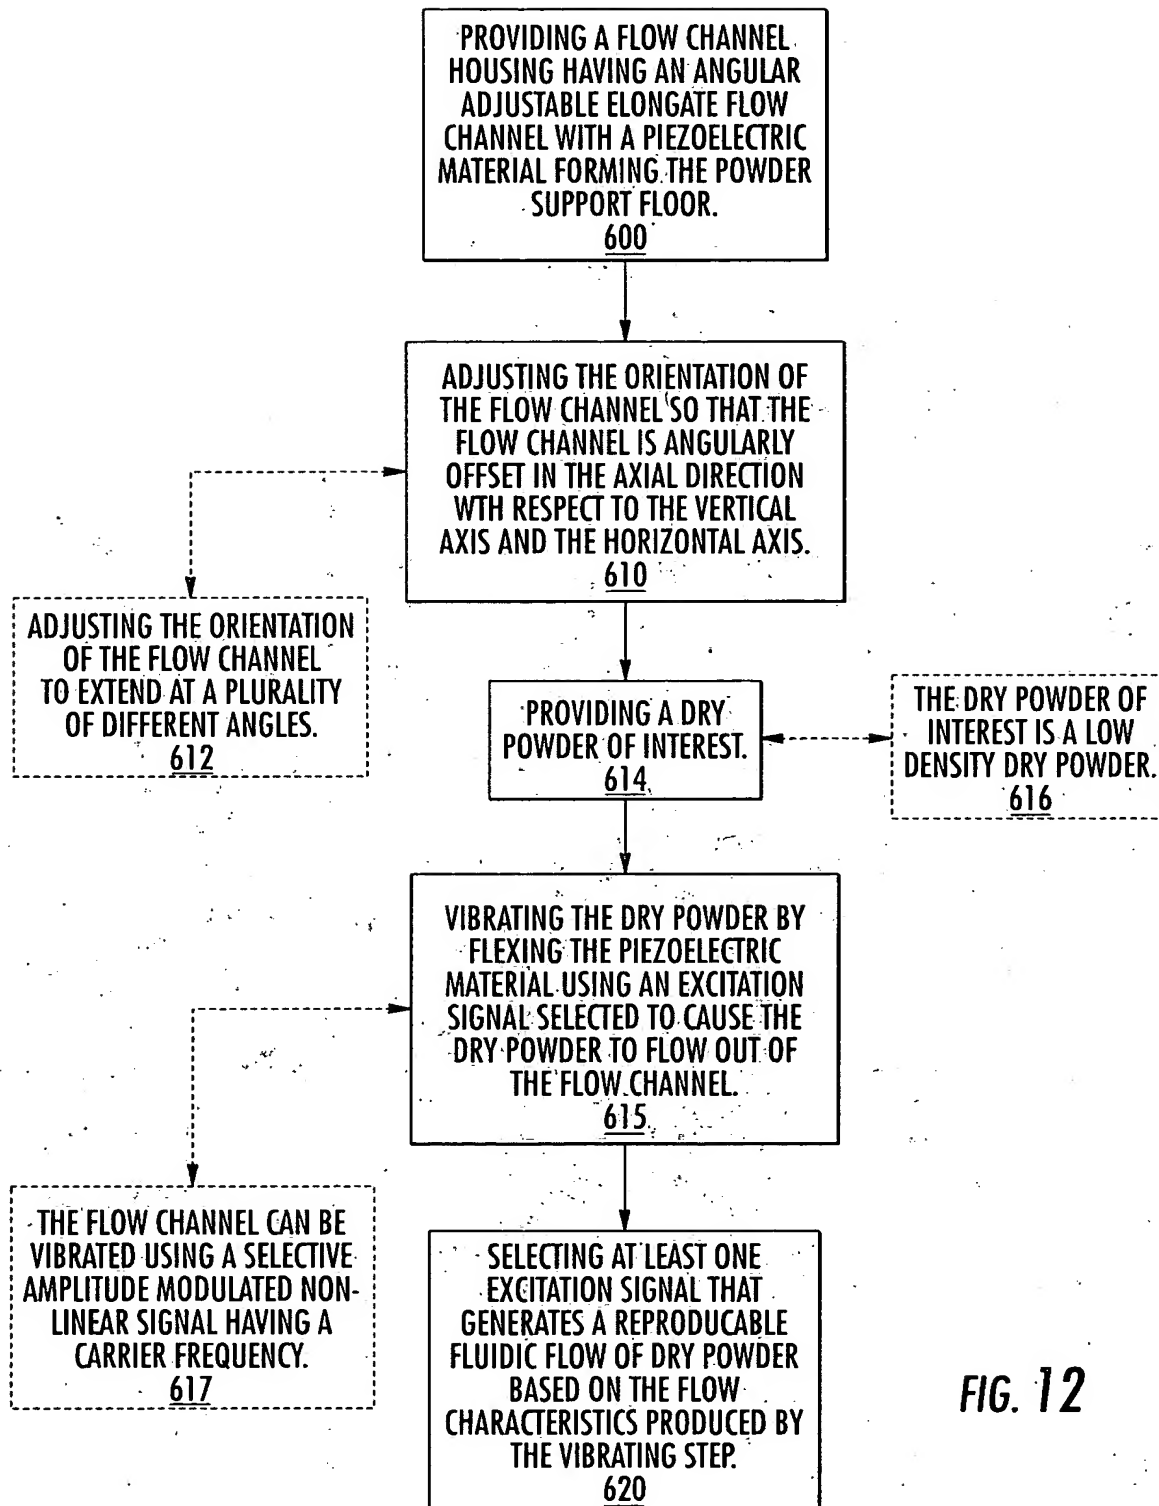 PROVIDING A FLOW CHANNEL
HOUSING HAVING AN ANGULAR
ADJUSTABLE ELONGATE FLOW
CHANNEL WITH A PIEZOELECTRIC
MATERIAL FORMING THE POWDER
SUPPORT FLOOR.
600
ADJUSTING THE ORIENTATION OF
THE FLOW CHANNEL SO THAT THE
FLOW CHANNEL IS ANGULARLY
OFFSET IN THE AXIAL DIRECTION
WTH RESPECT TO THE VERTICAL
AXIS AND THE HORIZONTAL AXIS.
610
ADJUSTING THE ORIENTATION
OF THE FLOW CHANNEL
TO EXTEND AT A PLURALITY
OF DIFFERENT ANGLES.
612
PROVIDING A DRY
POWDER OF INTEREST.
614
THE DRY POWDER OF
INTEREST IS A LOW
DENSITY DRY POWDER.
616
VIBRATING THE DRY POWDER BY
FLEXING THE PIEZOELECTRIC
MATERIAL USING AN EXCITATION
SIGNAL SELECTED TO CAUSE THE
DRY POWDER TO FLOW OUT OF
THE FLOW CHANNEL.
615
THE FLOW CHANNEL CAN BE
VIBRATED USING A SELECTIVE
AMPLITUDE MODULATED NON-
LINEAR SIGNAL HAVING A
CARRIER FREQUENCY.
617
SELECTING AT LEAST ONE
EXCITATION SIGNAL THAT
GENERATES A REPRODUCABLE
FLUIDIC FLOW OF DRY POWDER
BASED ON THE FLOW
CHARACTERISTICS PRODUCED BY
THE VIBRATING STEP.
620
FIG. 12